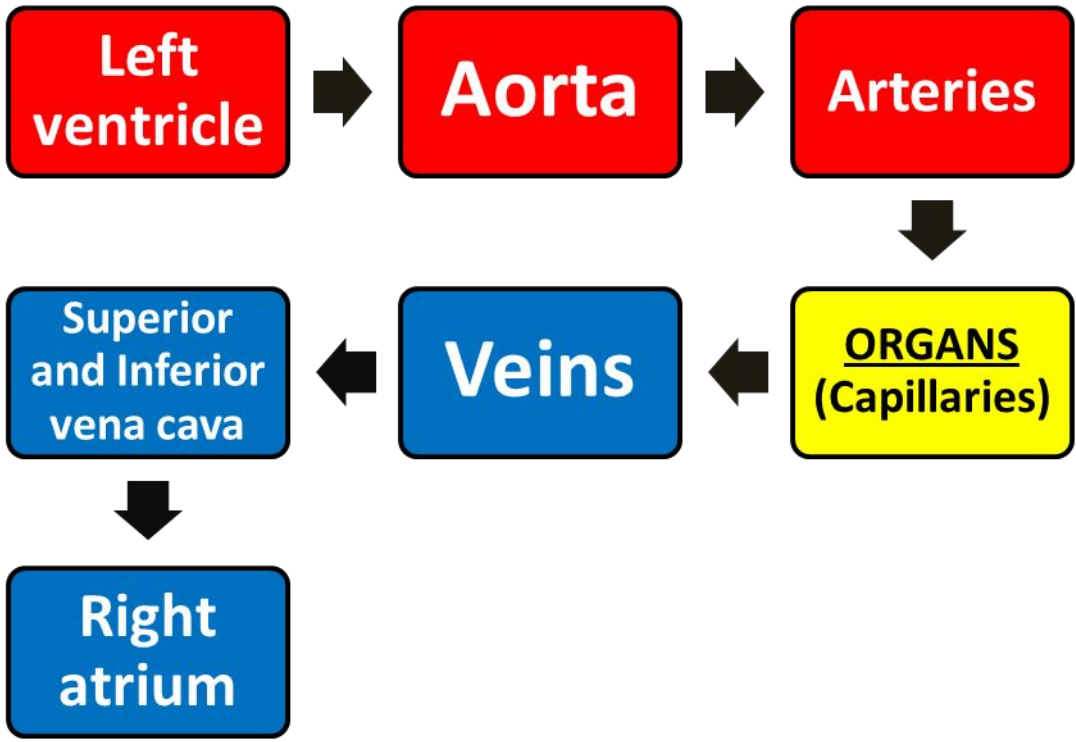 Left
ventricle
Aorta
Arteries
ORGANS
(Capillaries)
Veins
Superior
and Inferior
vena cava
Right
atrium